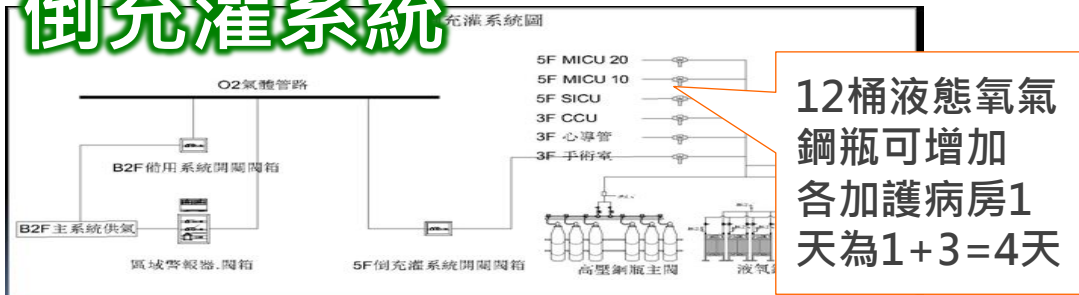 倒充灌系統
充灌系統圖
O2氣體管路
5F MICU 20
5F MICU 10
5F SICU
3F CCU
3F 心導管
3F 手術室
B2F備用系統開關閥箱
B2F主系統供氣
區域警報器.閥箱
5F倒充灌系統開關閥箱
高壓鋼瓶主閥
液氧
12桶液態氧氣
鋼瓶可增加
各加護病房1
天為1+3=4天